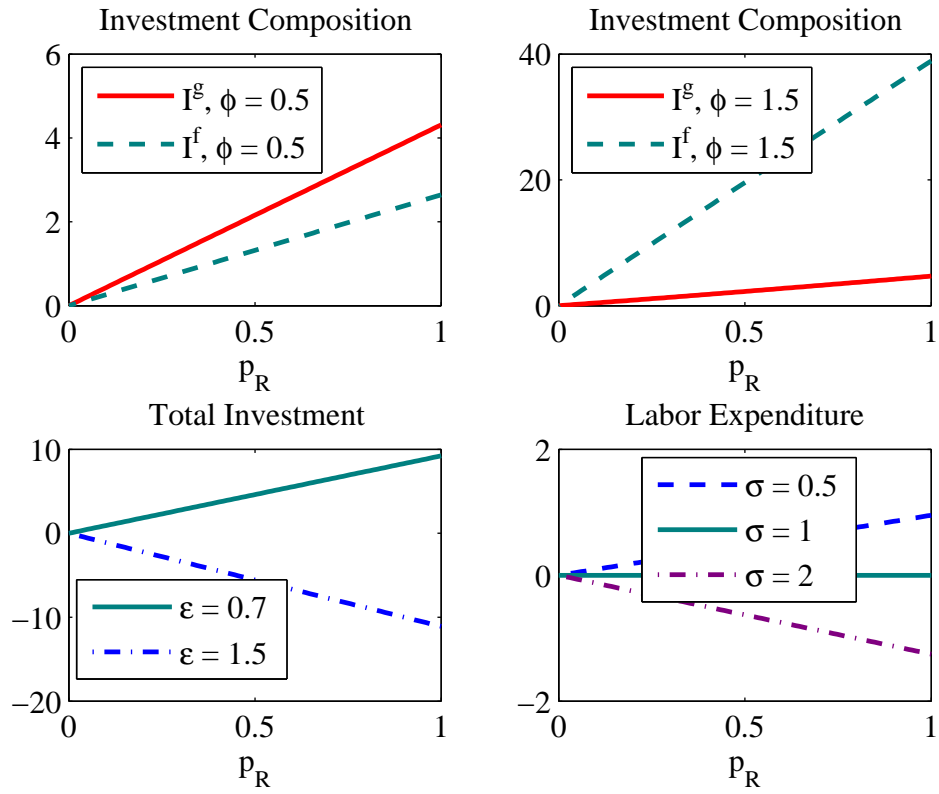 Investment Composition
6
4
2
0
I^g, ϕ = 0.5
I^f, ϕ = 0.5
0 0.5 1
p_R
Investment Composition
40
20
0
I^g, ϕ = 1.5
I^f, ϕ = 1.5
0 0.5 1
p_R
Total Investment
10
0
−10
−20
ε = 0.7
ε = 1.5
0 0.5 1
p_R
Labor Expenditure
2
0
−2
σ = 0.5
σ = 1
σ = 2
0 0.5 1
p_R